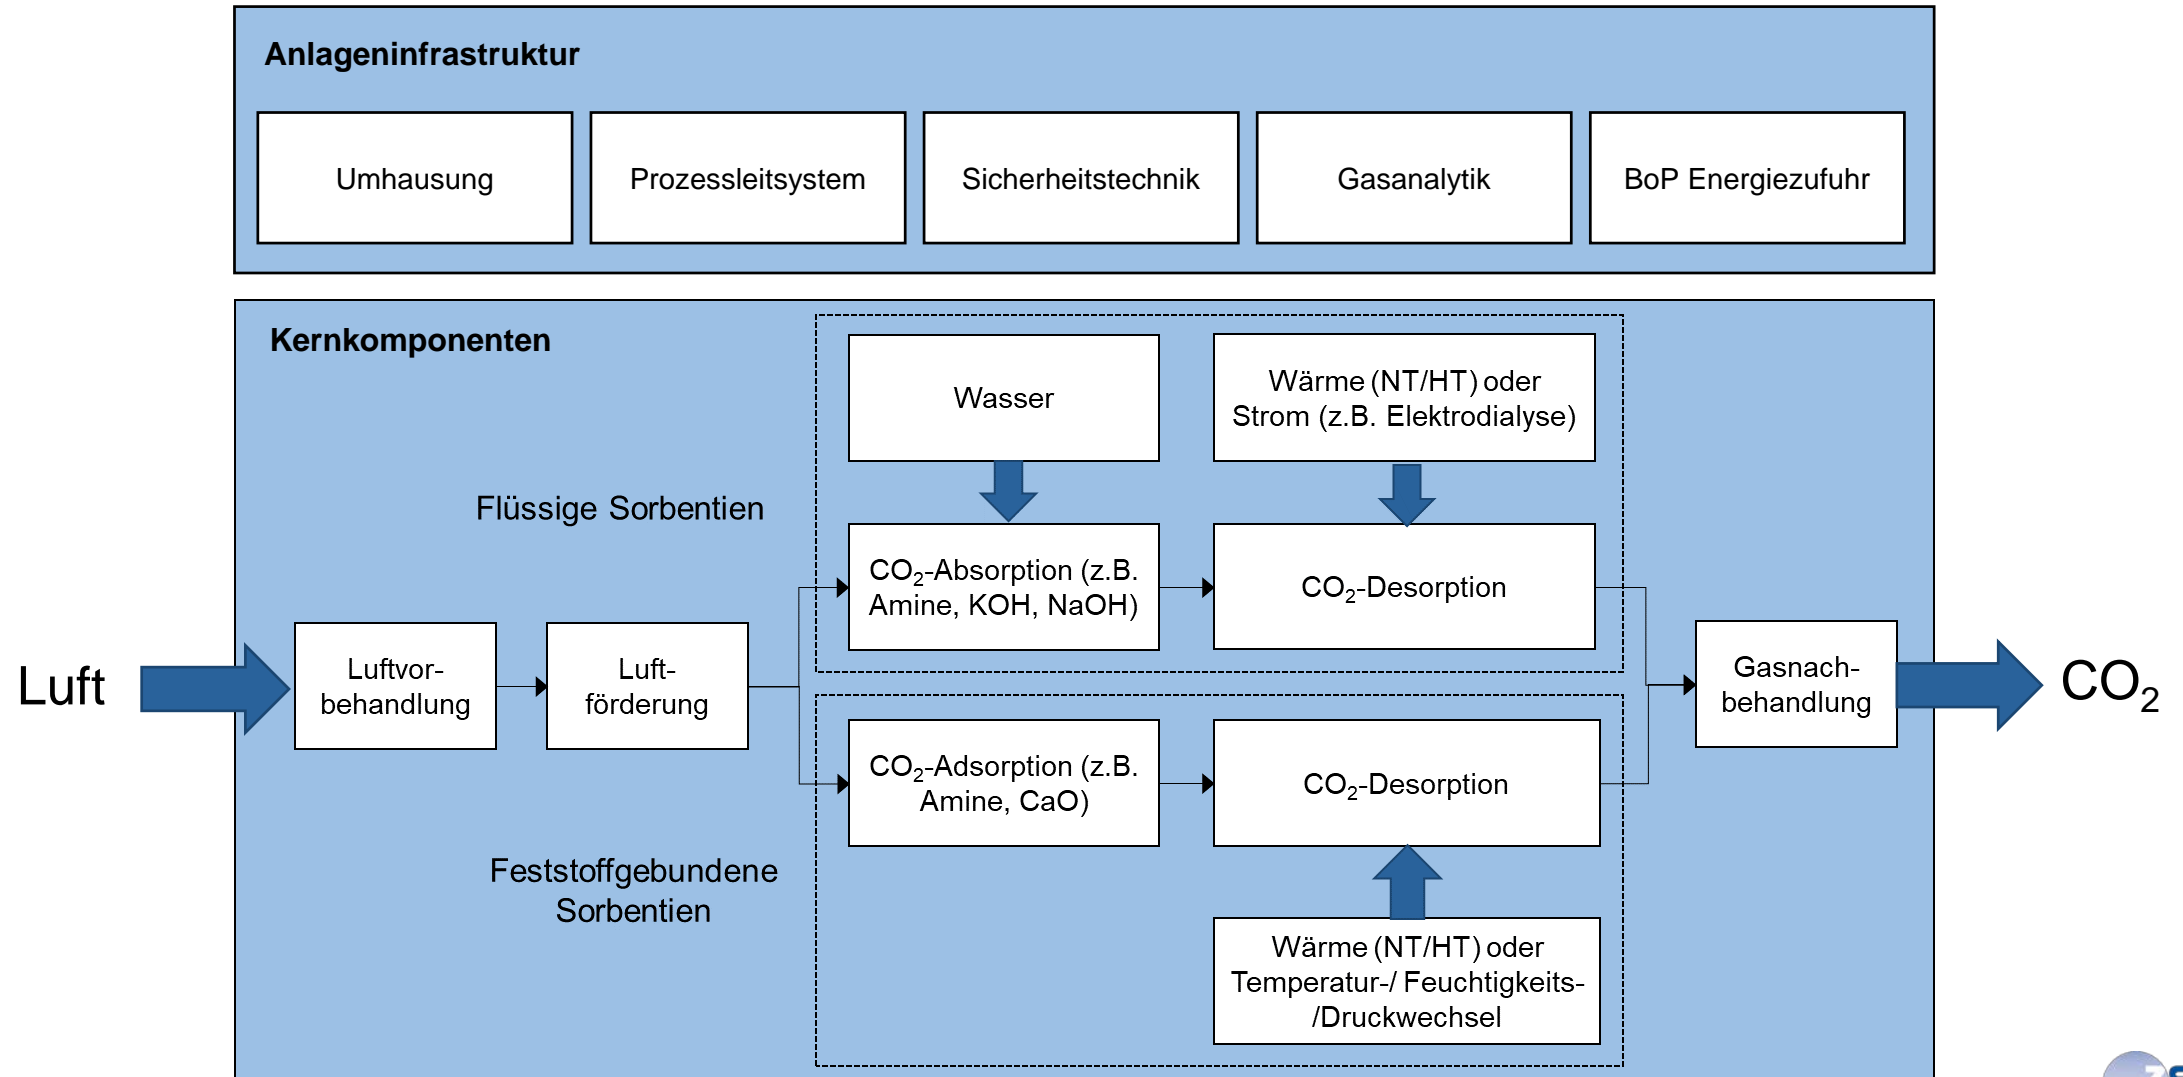 Anlageninfrastruktur
Umhausung
Prozessleitsystem
Sicherheitstechnik
Gasanalytik
BoP Energiezufuhr
Kernkomponenten
Wasser
Wärme (NT/HT) oder
Strom (z.B. Elektrodialyse)
Flüssige Sorbentien
CO₂-Absorption (z.B.
Amine, KOH, NaOH)
CO₂-Desorption
Luft
Luftvor-
behandlung
Luft-
förderung
Gasnach-
behandlung
CO₂
CO₂-Adsorption (z.B.
Amine, CaO)
CO₂-Desorption
Feststoffgebundene
Sorbentien
Wärme (NT/HT) oder
Temperatur-/ Feuchtigkeits-
/Druckwechsel